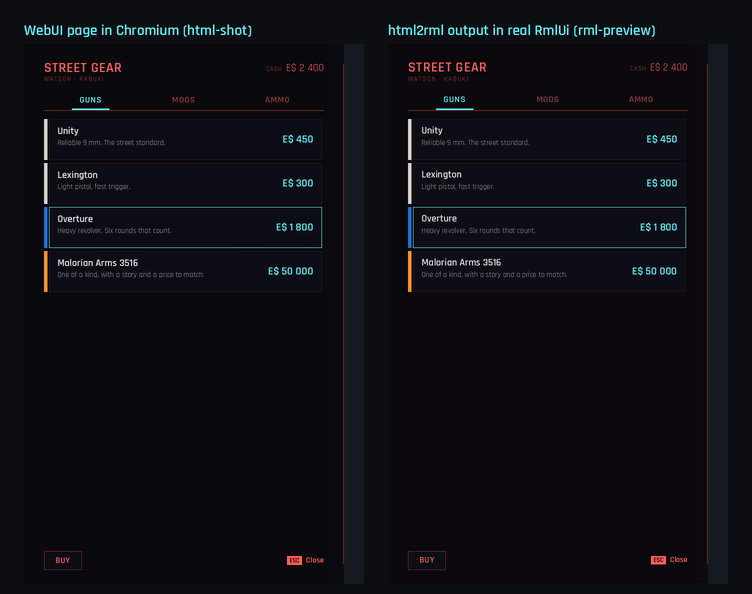 WebUI page in Chromium (html-shot)
STREET GEAR
WATSON · KABUKI
CASH E$ 2 400
GUNS MODS AMMO
Unity
Reliable 9 mm. The street standard.
E$ 450
Lexington
Light pistol, fast trigger.
E$ 300
Overture
Heavy revolver. Six rounds that count.
E$ 1 800
Malorian Arms 3516
One of a kind, with a story and a price to match.
E$ 50 000
BUY
ESC Close
html2rml output in real RmlUi (rml-preview)
STREET GEAR
WATSON · KABUKI
CASH E$ 2 400
GUNS MODS AMMO
Unity
Reliable 9 mm. The street standard.
E$ 450
Lexington
Light pistol, fast trigger.
E$ 300
Overture
Heavy revolver. Six rounds that count.
E$ 1 800
Malorian Arms 3516
One of a kind, with a story and a price to match.
E$ 50 000
BUY
ESC Close